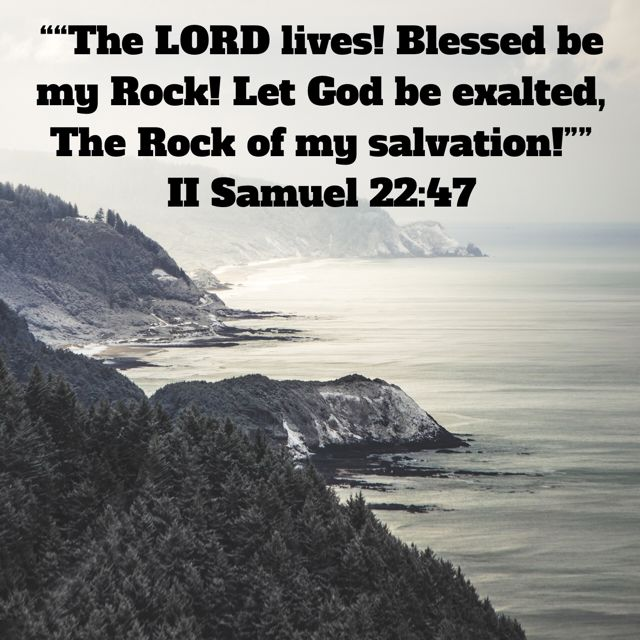 ““The LORD lives! Blessed be
my Rock! Let God be exalted,
The Rock of my salvation!””
II Samuel 22:47